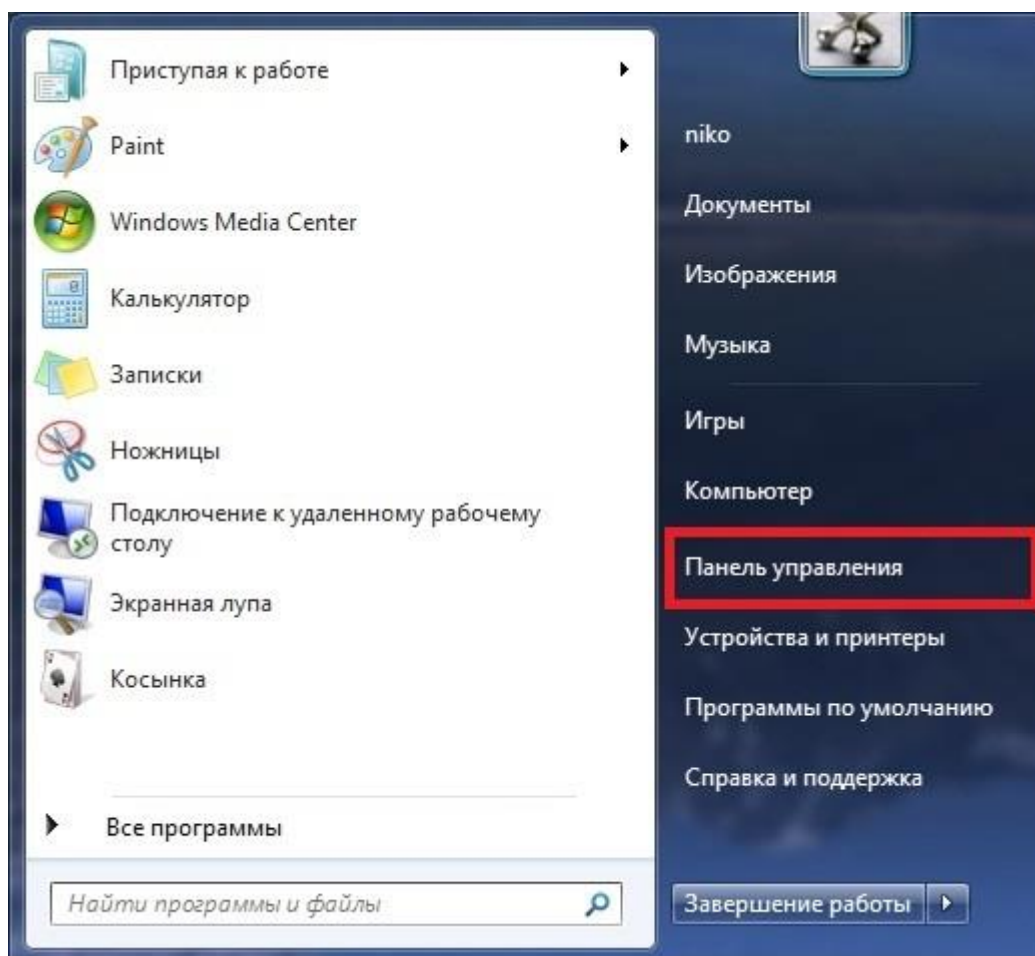 Приступая к работе
Paint
Windows Media Center
Калькулятор
Записки
Ножницы
Подключение к удаленному рабочему
столу
Экранная лупа
Косынка
Все программы
Найти программы и файлы
niko
Документы
Изображения
Музыка
Игры
Компьютер
Панель управления
Устройства и принтеры
Программы по умолчанию
Справка и поддержка
Завершение работы